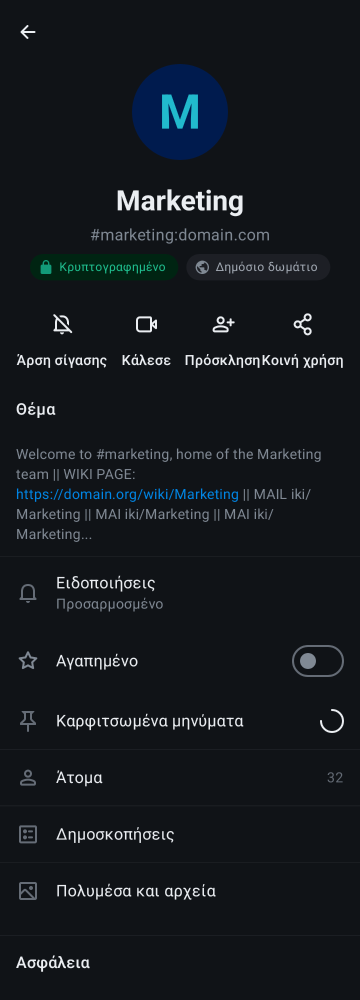 M
Marketing
#marketing:domain.com
Κρυπτογραφημένο Δημόσιο δωμάτιο
Άρση σίγασης Κάλεσε Πρόσκληση Κοινή χρήση
Θέμα
Welcome to #marketing, home of the Marketing
team || WIKI PAGE:
https://domain.org/wiki/Marketing || MAIL iki/
Marketing || MAI iki/Marketing || MAI iki/
Marketing...
Ειδοποιήσεις
Προσαρμοσμένο
Αγαπημένο
Καρφιτσωμένα μηνύματα
Άτομα 32
Δημοσκοπήσεις
Πολυμέσα και αρχεία
Ασφάλεια